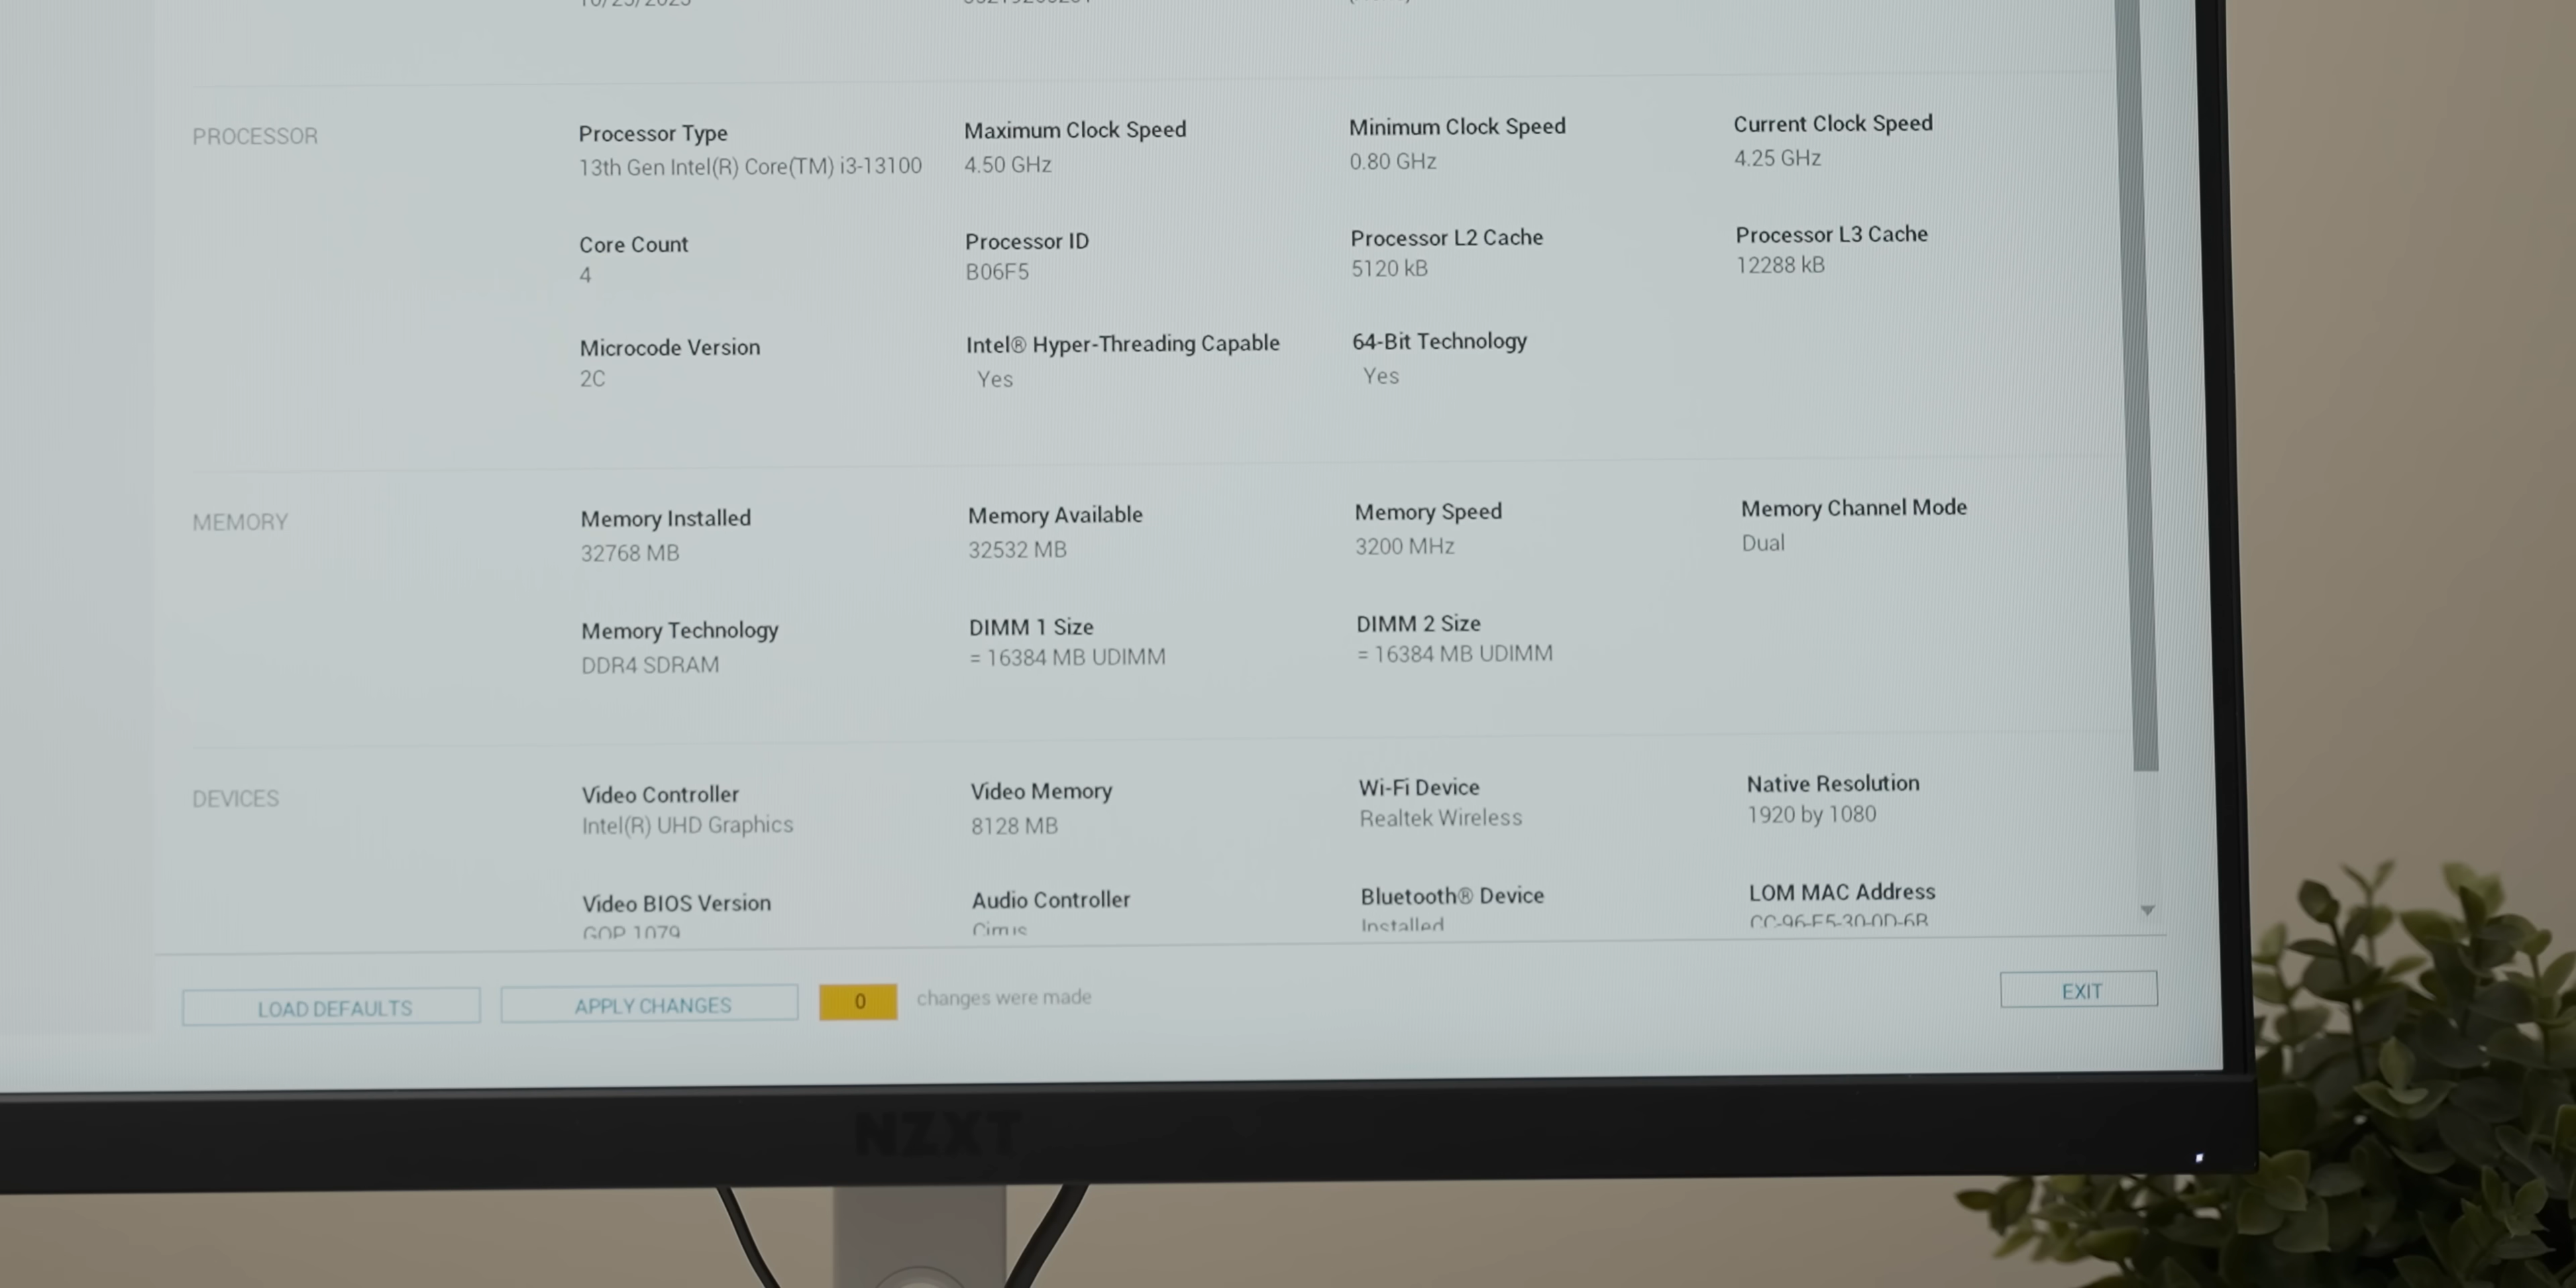 PROCESSOR
Processor Type
13th Gen Intel(R) Core(TM) i3-13100
Maximum Clock Speed
4.50 GHz
Minimum Clock Speed
0.80 GHz
Current Clock Speed
4.25 GHz
Core Count
4
Processor ID
B06F5
Processor L2 Cache
5120 kB
Processor L3 Cache
12288 kB
Microcode Version
2C
Intel® Hyper-Threading Capable
Yes
64-Bit Technology
Yes
MEMORY
Memory Installed
32768 MB
Memory Available
32532 MB
Memory Speed
3200 MHz
Memory Channel Mode
Dual
Memory Technology
DDR4 SDRAM
DIMM 1 Size
= 16384 MB UDIMM
DIMM 2 Size
= 16384 MB UDIMM
DEVICES
Video Controller
Intel(R) UHD Graphics
Video Memory
8128 MB
Wi-Fi Device
Realtek Wireless
Native Resolution
1920 by 1080
Video BIOS Version
GOP 1079
Audio Controller
Cirrus
Bluetooth® Device
Installed
LOM MAC Address
LOAD DEFAULTS
APPLY CHANGES
0
changes were made
EXIT
NZXT